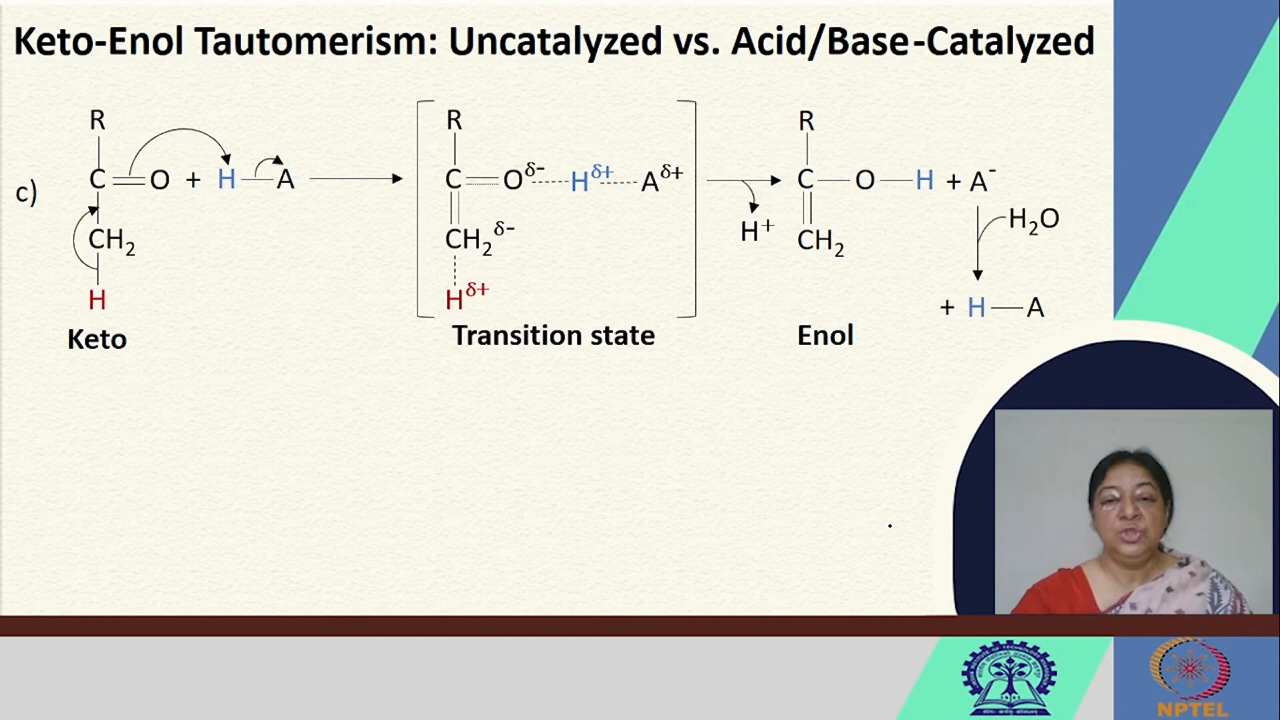 Keto-Enol Tautomerism: Uncatalyzed vs. Acid/Base-Catalyzed
c)
R
C=O + H—A
CH₂
H
Keto
R
C=O^δ- H^δ+ A^δ+
CH₂^δ-
H^δ+
Transition state
H⁺
R
C—O—H + A⁻
CH₂
Enol
H₂O
+ H—A
NPTEL